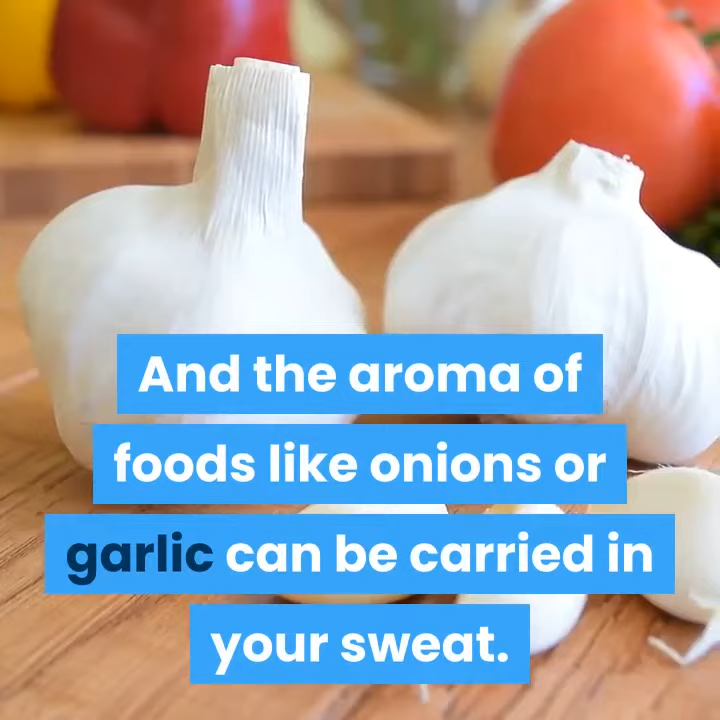 And the aroma of
foods like onions or
garlic can be carried in
your sweat.